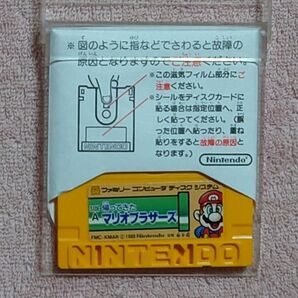 ※図のように指などでさわると故障の
原因となりますのでご注意ください。
※この磁気フィルム部分にご
注意ください。
※シールをディスクカードに
貼る場合は指定位置へ、正
しく貼ってください。誤
った位置へ貼ったり、重ね
貼りをすると故障の原因と
なります。
NINTENDO
Nintendo
ファミリー コンピュータ ディスク システム
帰ってきた
A
マリオブラザーズ
NINTENDO